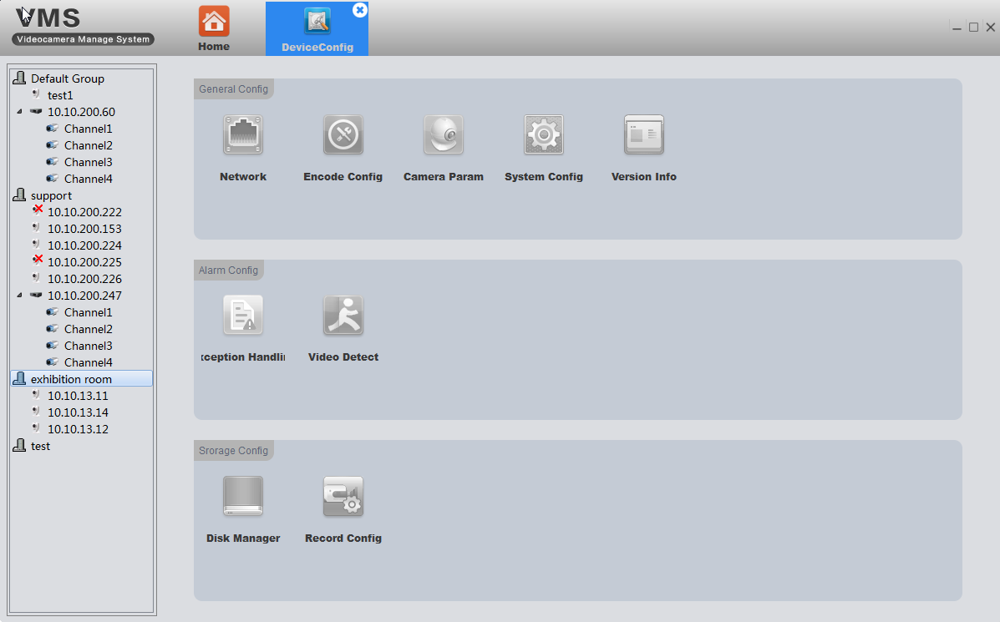 VMS
Videocamera Manage System
Home
DeviceConfig
Default Group
test1
10.10.200.60
Channel1
Channel2
Channel3
Channel4
support
10.10.200.222
10.10.200.153
10.10.200.224
10.10.200.225
10.10.200.226
10.10.200.247
Channel1
Channel2
Channel3
Channel4
exhibition room
10.10.13.11
10.10.13.14
10.10.13.12
test
General Config
Network Encode Config Camera Param System Config Version Info
Alarm Config
xception Handlin Video Detect
Srorage Config
Disk Manager Record Config